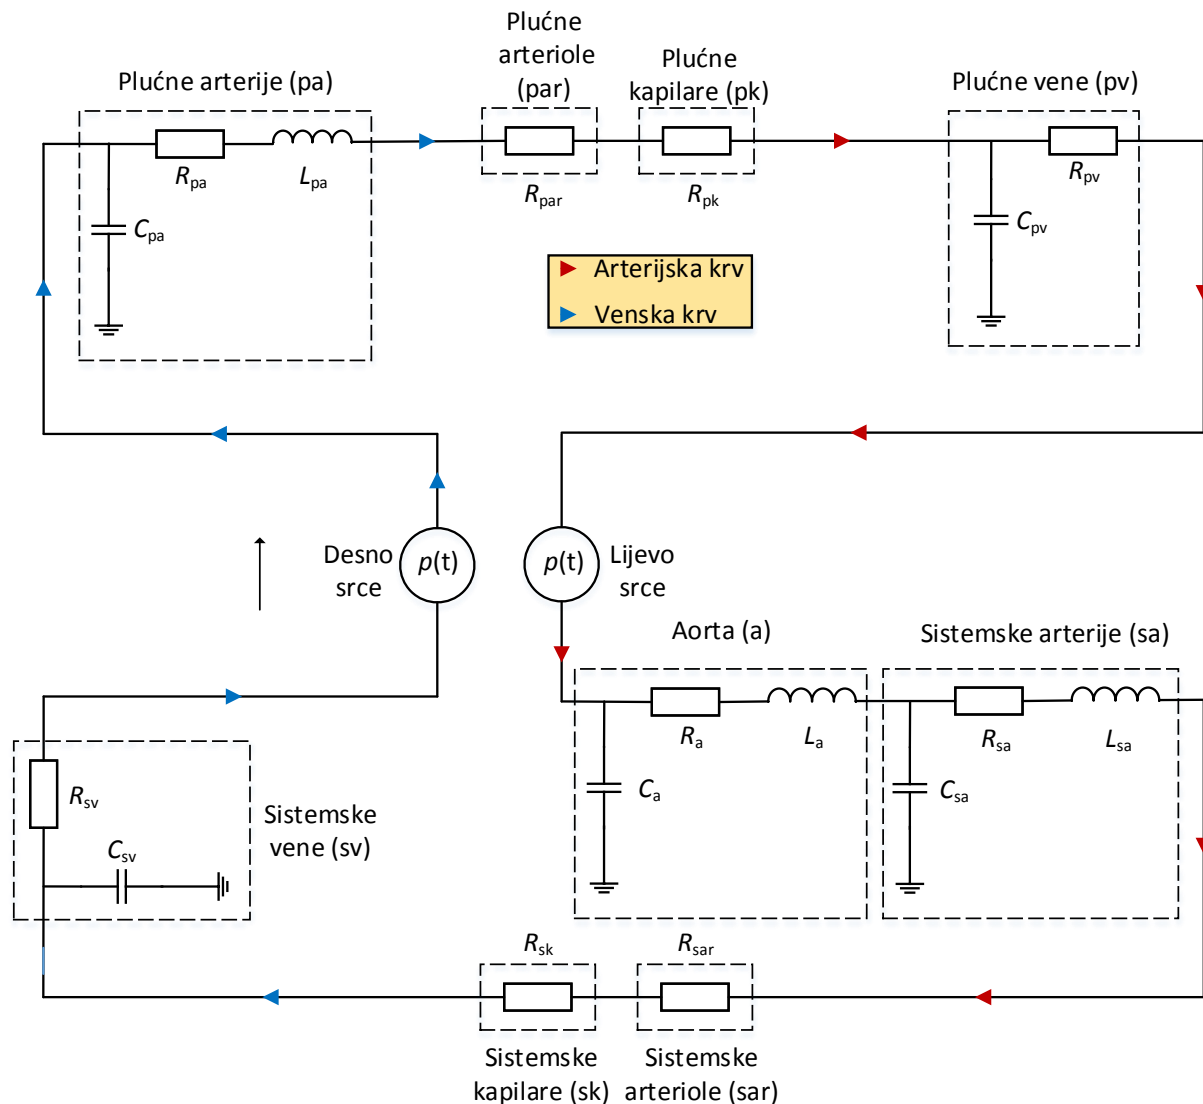 Plućne arterije (pa)
Plućne
arteriole
(par)
Plućne
kapilare (pk)
Plućne vene (pv)
Rpa
Lpa
Cpa
Rpar
Rpk
Rpv
Cpv
Arterijska krv
Venska krv
Desno
srce
p(t)
p(t)
Lijevo
srce
Aorta (a)
Sistemske arterije (sa)
Ra
La
Ca
Rsa
Lsa
Csa
Rsv
Csv
Sistemske
vene (sv)
Rsk
Rsar
Sistemske
kapilare (sk)
Sistemske
arteriole (sar)